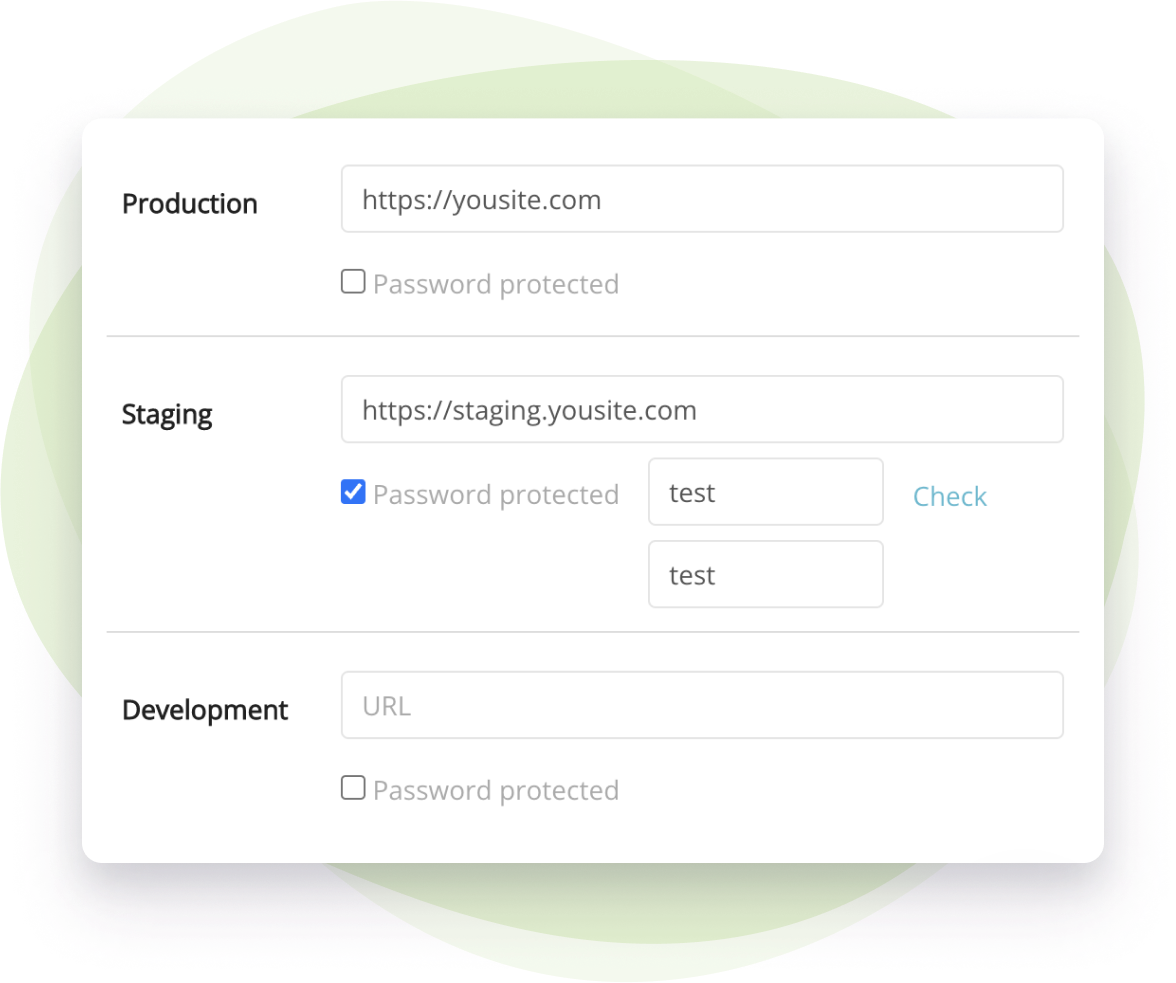 Production
https://yousite.com
Password protected
Staging
https://staging.yousite.com
Password protected
test
Check
test
Development
URL
Password protected